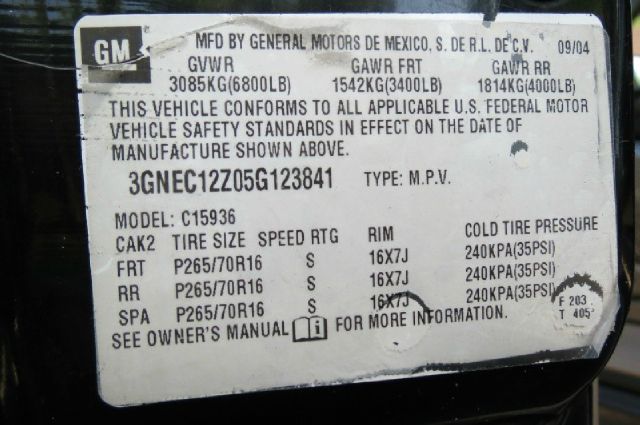 GM
MFD BY GENERAL MOTORS DE MEXICO, S. DE R.L. DE C.V. 09/04
GVWR GAWR FRT GAWR RR
3085KG(6800LB) 1542KG(3400LB) 1814KG(4000LB)
THIS VEHICLE CONFORMS TO ALL APPLICABLE U.S. FEDERAL MOTOR
VEHICLE SAFETY STANDARDS IN EFFECT ON THE DATE OF
MANUFACTURE SHOWN ABOVE.
3GNEC12Z05G123841 TYPE: M.P.V.
MODEL: C15936
CAK2 TIRE SIZE SPEED RTG RIM COLD TIRE PRESSURE
FRT P265/70R16 S 16X7J 240KPA(35PSI)
RR P265/70R16 S 16X7J 240KPA(35PSI)
SPA P265/70R16 S 16X7J 240KPA(35PSI)
SEE OWNER'S MANUAL i FOR MORE INFORMATION.
F 203
T 405